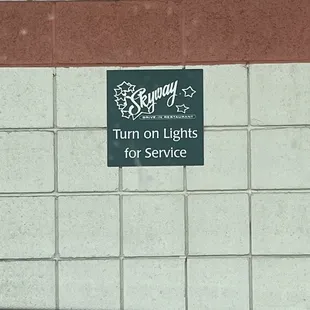 Skyway
DRIVE-IN RESTAURANT
Turn on Lights
for Service